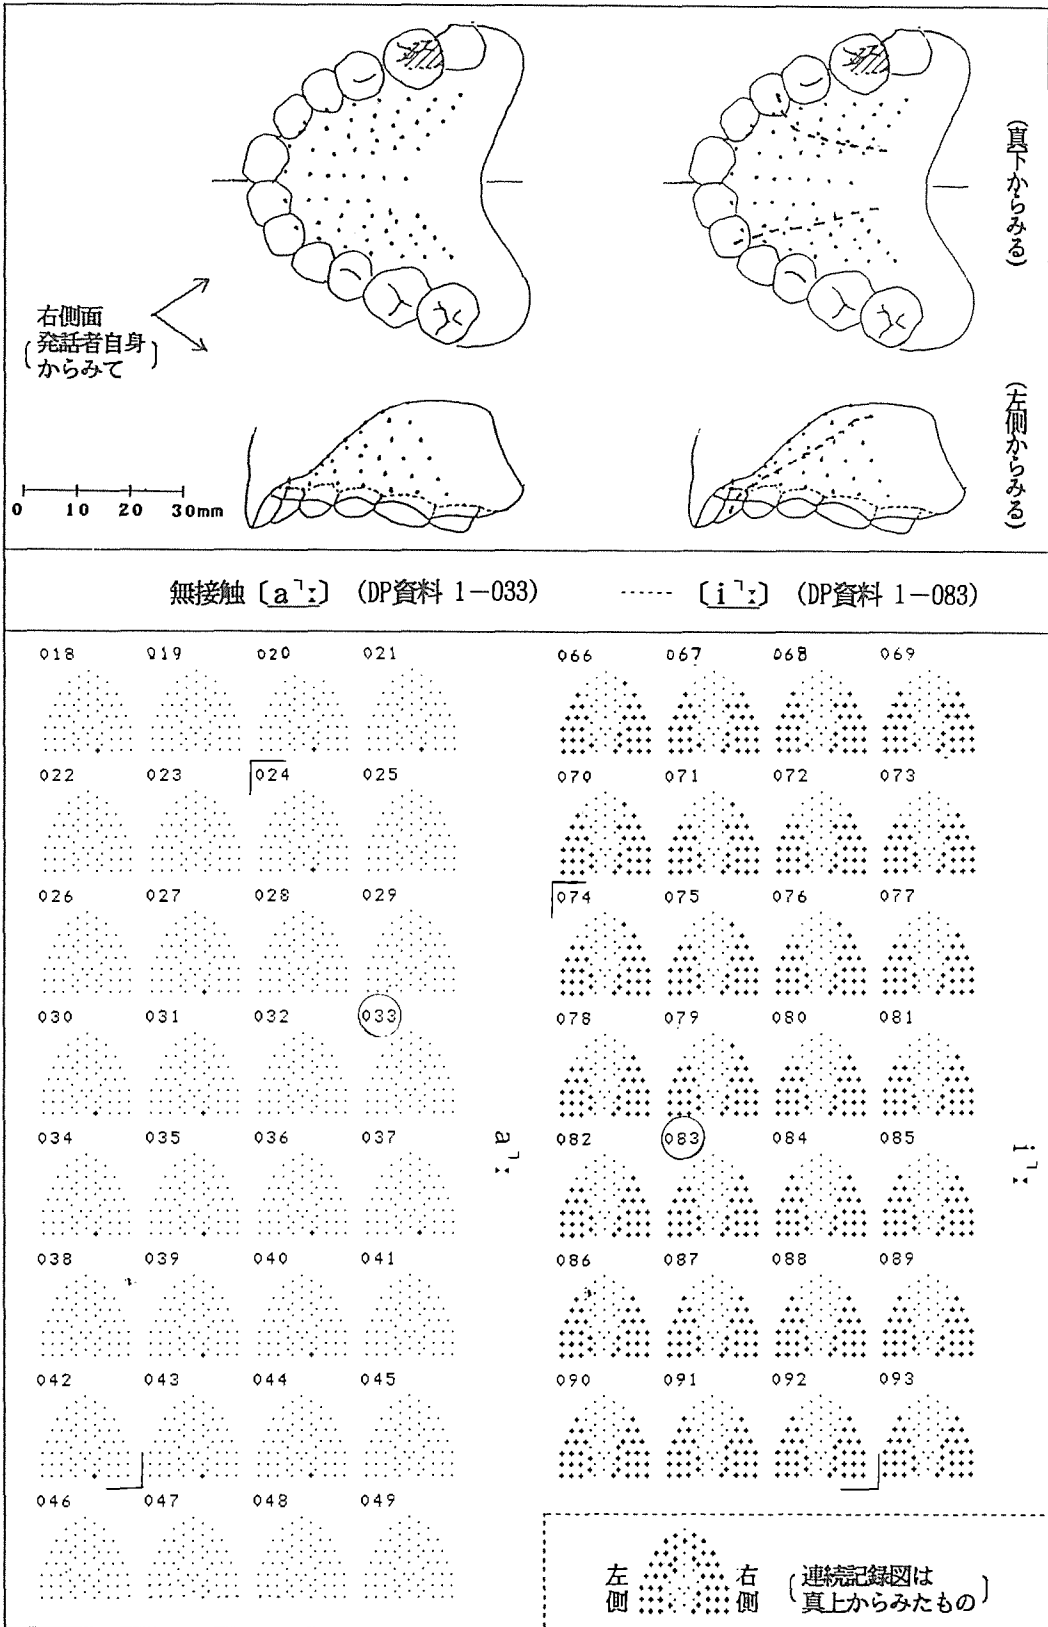 (真下からみる)
右側面
(発話者自身)
からみて
(左側からみる)
0 10 20 30mm
無接触 〔a˺ː〕 (DP資料 1-033)
------ 〔i˺ː〕 (DP資料 1-083)
018 019 020 021
022 023 024 025
026 027 028 029
030 031 032 033
034 035 036 037
038 039 040 041
042 043 044 045
046 047 048 049
a˺ː
066 067 068 069
070 071 072 073
074 075 076 077
078 079 080 081
082 083 084 085
086 087 088 089
090 091 092 093
i˺ː
左側
右側
(連続記録図は
真上からみたもの)